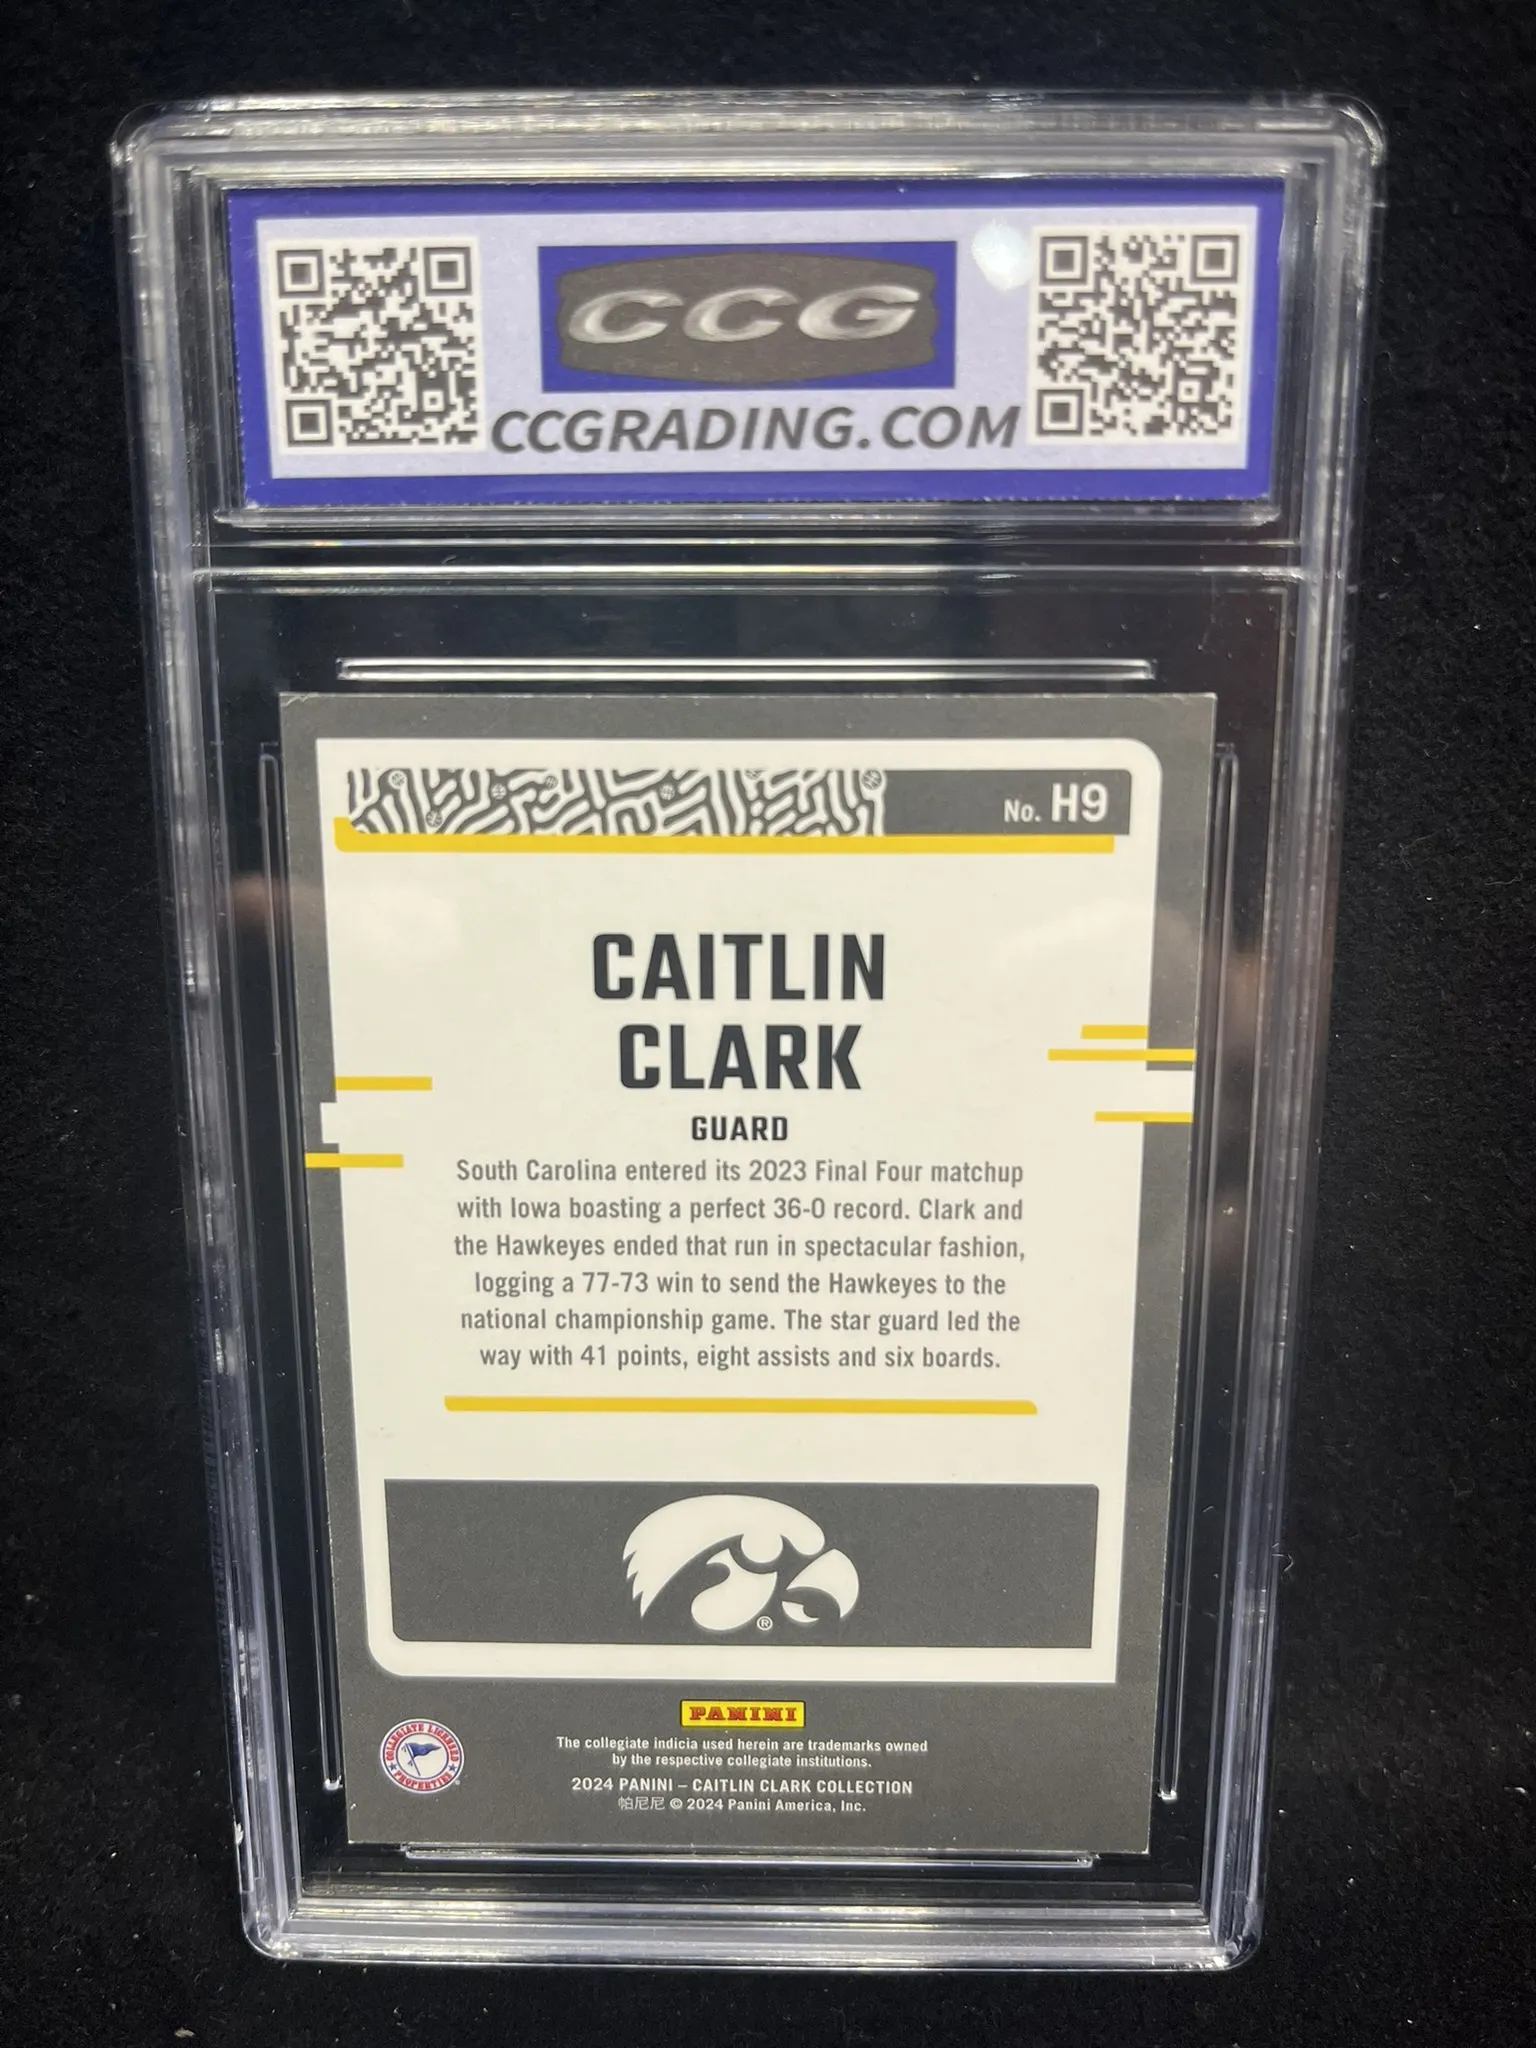 CCG
CCGRADING.COM
No. H9
CAITLIN
CLARK
GUARD
South Carolina entered its 2023 Final Four matchup
with Iowa boasting a perfect 36-0 record. Clark and
the Hawkeyes ended that run in spectacular fashion,
logging a 77-73 win to send the Hawkeyes to the
national championship game. The star guard led the
way with 41 points, eight assists and six boards.
®
PANINI
COLLEGIATE LICENSED
PROPERTIES
The collegiate indicia used herein are trademarks owned
by the respective collegiate institutions.
2024 PANINI – CAITLIN CLARK COLLECTION
帕尼尼 © 2024 Panini America, Inc.